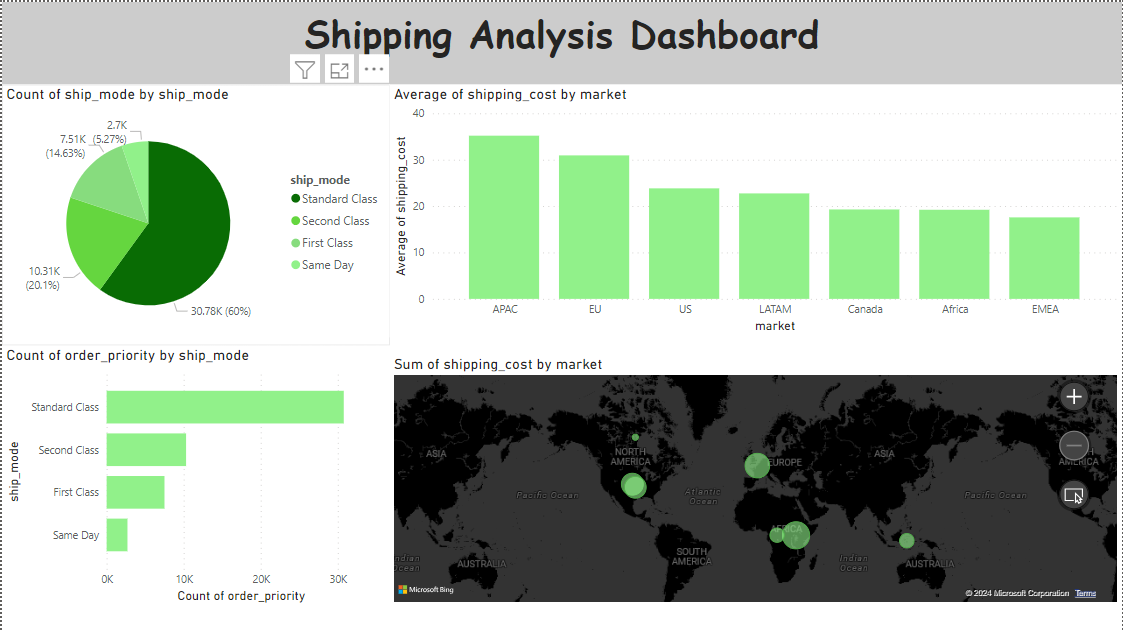 Shipping Analysis Dashboard
Count of ship_mode by ship_mode
2.7K
(5.27%)
7.51K
(14.63%)
10.31K
(20.1%)
30.78K (60%)
ship_mode
Standard Class
Second Class
First Class
Same Day
Average of shipping_cost by market
Average of shipping_cost
40
30
20
10
0
APAC
EU
US
LATAM
Canada
Africa
EMEA
market
Count of order_priority by ship_mode
ship_mode
Standard Class
Second Class
First Class
Same Day
0K
10K
20K
30K
Count of order_priority
Sum of shipping_cost by market
ASIA
NORTH
AMERICA
EUROPE
ASIA
AMERICA
Pacific Ocean
Atlantic
Ocean
Pacific Ocean
AFRICA
SOUTH
AMERICA
Indian
Ocean
AUSTRALIA
Indian
Ocean
AUSTRALIA
Microsoft Bing
© 2024 Microsoft Corporation Terms